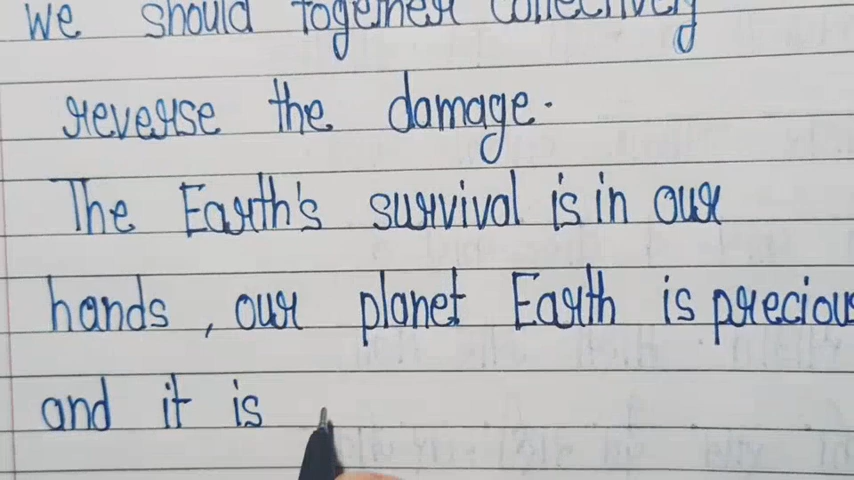 we should together collectively
reverse the damage.
The Earth's survival is in our
hands, our planet Earth is precious
and it is